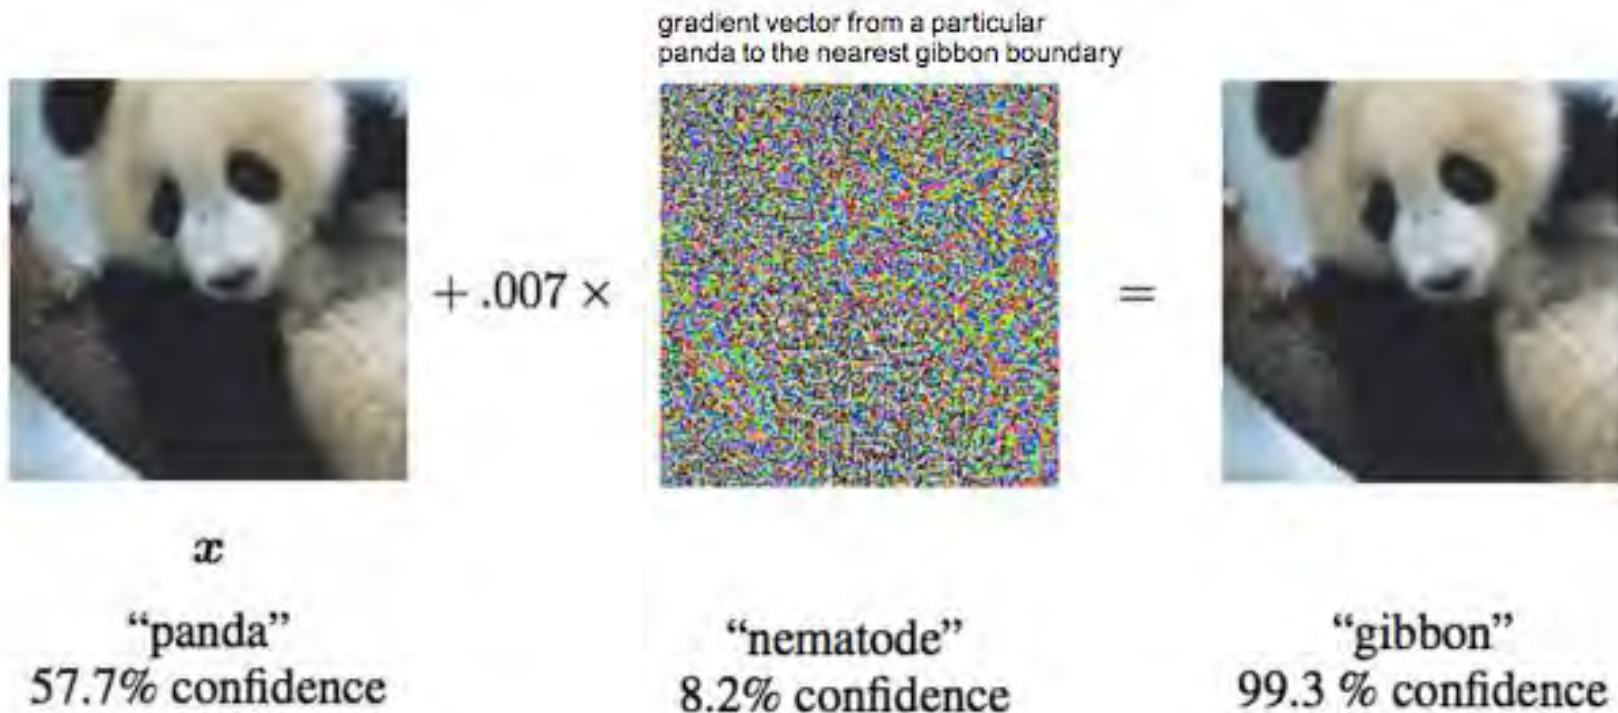 gradient vector from a particular
panda to the nearest gibbon boundary
+ .007 ×
=
x
“panda”
57.7% confidence
“nematode”
8.2% confidence
“gibbon”
99.3 % confidence